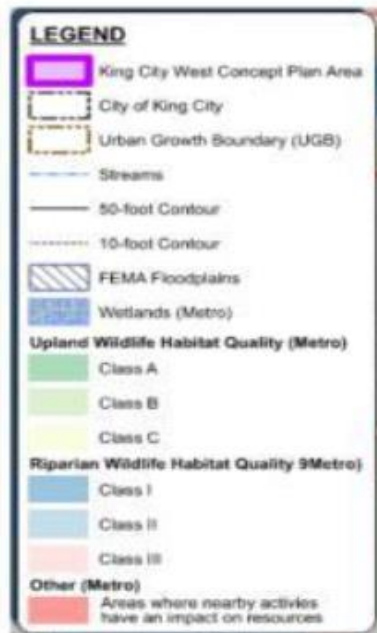 LEGEND
King City West Concept Plan Area
City of King City
Urban Growth Boundary (UGB)
Streams
50-foot Contour
10-foot Contour
FEMA Floodplains
Wetlands (Metro)
Upland Wildlife Habitat Quality (Metro)
Class A
Class B
Class C
Riparian Wildlife Habitat Quality 9Metro)
Class I
Class II
Class III
Other (Metro)
Areas where nearby activies
have an impact on resources